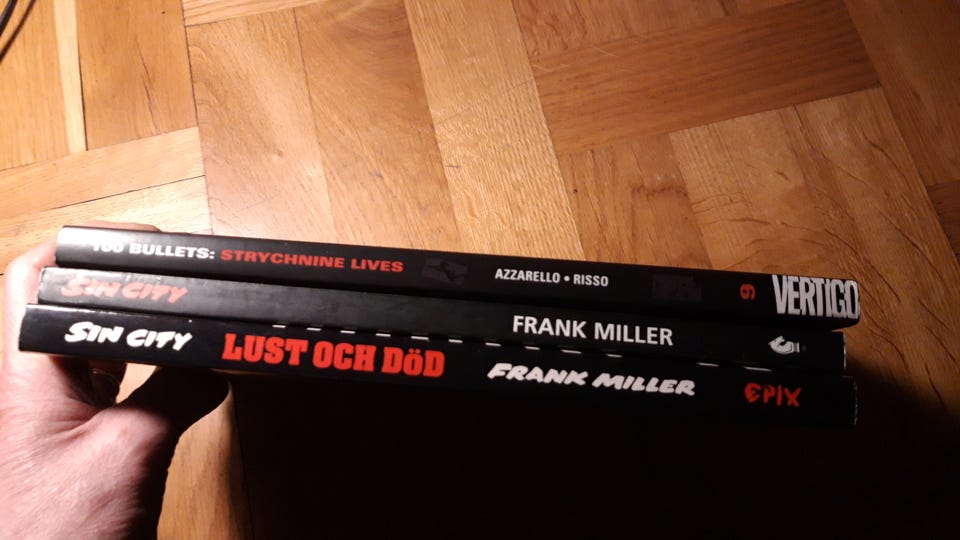 100 BULLETS: STRYCHNINE LIVES AZZARELLO • RISSO 9 VERTIGO
SIN CITY FRANK MILLER
SIN CITY LUST OCH DÖD FRANK MILLER EPIX